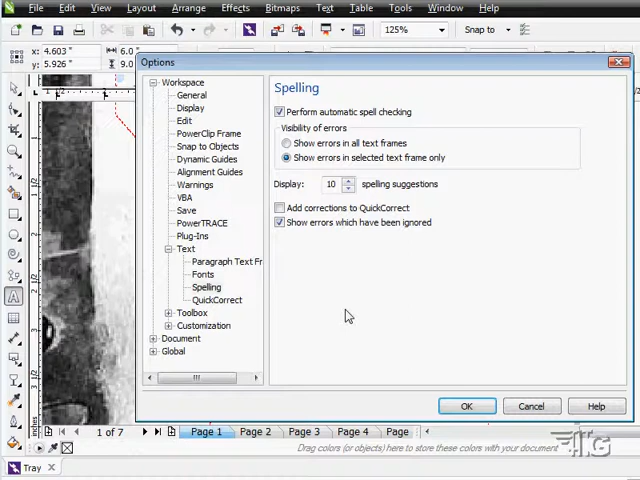 File Edit View Layout Arrange Effects Bitmaps Text Table Tools Window Help
125% Snap to
x: 4.603" 6.0 "
y: 5.926 " 9.0
Options
Workspace
General
Display
Edit
PowerClip Frame
Snap to Objects
Dynamic Guides
Alignment Guides
Warnings
VBA
Save
PowerTRACE
Plug-Ins
Text
Paragraph Text Fr
Fonts
Spelling
QuickCorrect
Toolbox
Customization
Document
Global
Spelling
Perform automatic spell checking
Visibility of errors
Show errors in all text frames
Show errors in selected text frame only
Display: 10 spelling suggestions
Add corrections to QuickCorrect
Show errors which have been ignored
OK Cancel Help
inches
1 of 7 Page 1 Page 2 Page 3 Page 4 Page
Drag colors (or objects) here to store these colors with your document
Tray